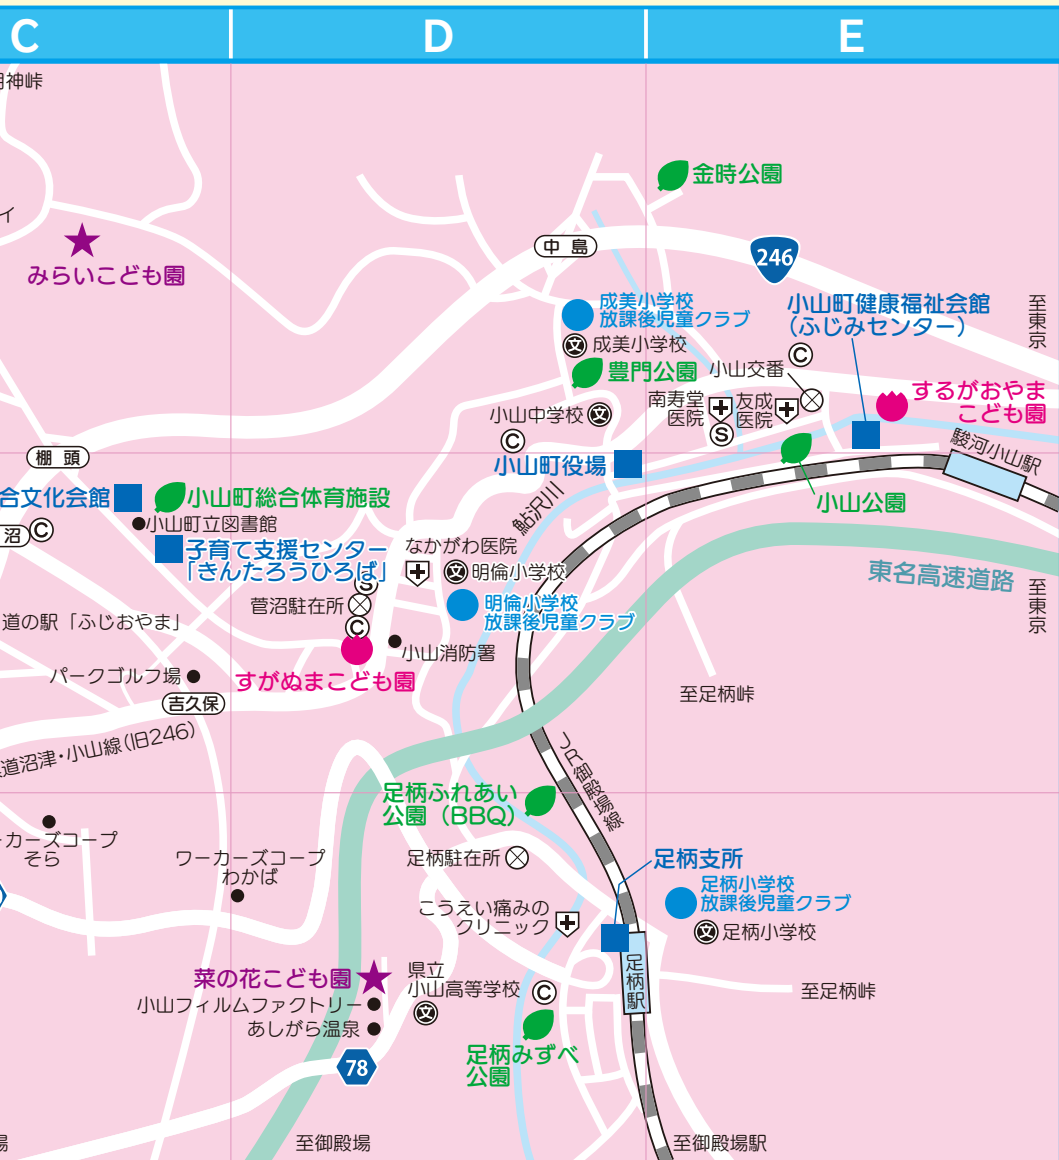 C
D
E
明神峠
金時公園
イ
みらいこども園
中島
246
小山町健康福祉会館
(ふじみセンター)
至東京
成美小学校
放課後児童クラブ
成美小学校
C
豊門公園
小山交番
南寿堂
医院
友成
医院
S
するがおやま
こども園
小山中学校
C
駿河小山駅
棚頭
小山町役場
合文化会館
小山町総合体育施設
小山公園
鮎沢川
小山町立図書館
沼
C
子育て支援センター
「きんたろうひろば」
なかがわ医院
明倫小学校
S
東名高速道路
至東京
菅沼駐在所
C
明倫小学校
放課後児童クラブ
道の駅「ふじおやま」
小山消防署
パークゴルフ場
すがぬまこども園
至足柄峠
吉久保
道沼津・小山線(旧246)
JR御殿場線
足柄ふれあい
公園(BBQ)
ーカーズコープ
そら
ワーカーズコープ
わかば
足柄駐在所
足柄支所
足柄小学校
放課後児童クラブ
こうえい痛みの
クリニック
足柄小学校
足柄駅
菜の花こども園
県立
小山高等学校
C
至足柄峠
小山フィルムファクトリー
あしがら温泉
足柄みずべ
公園
78
場
至御殿場
至御殿場駅